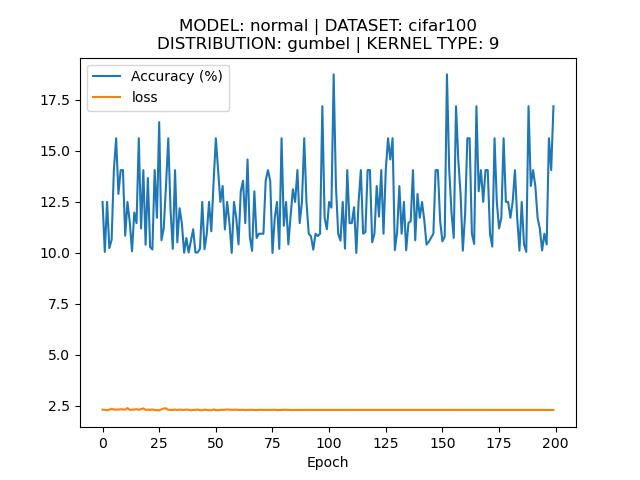 MODEL: normal | DATASET: cifar100
DISTRIBUTION: gumbel | KERNEL TYPE: 9
Accuracy (%)
loss
17.5
15.0
12.5
10.0
7.5
5.0
2.5
0 25 50 75 100 125 150 175 200
Epoch